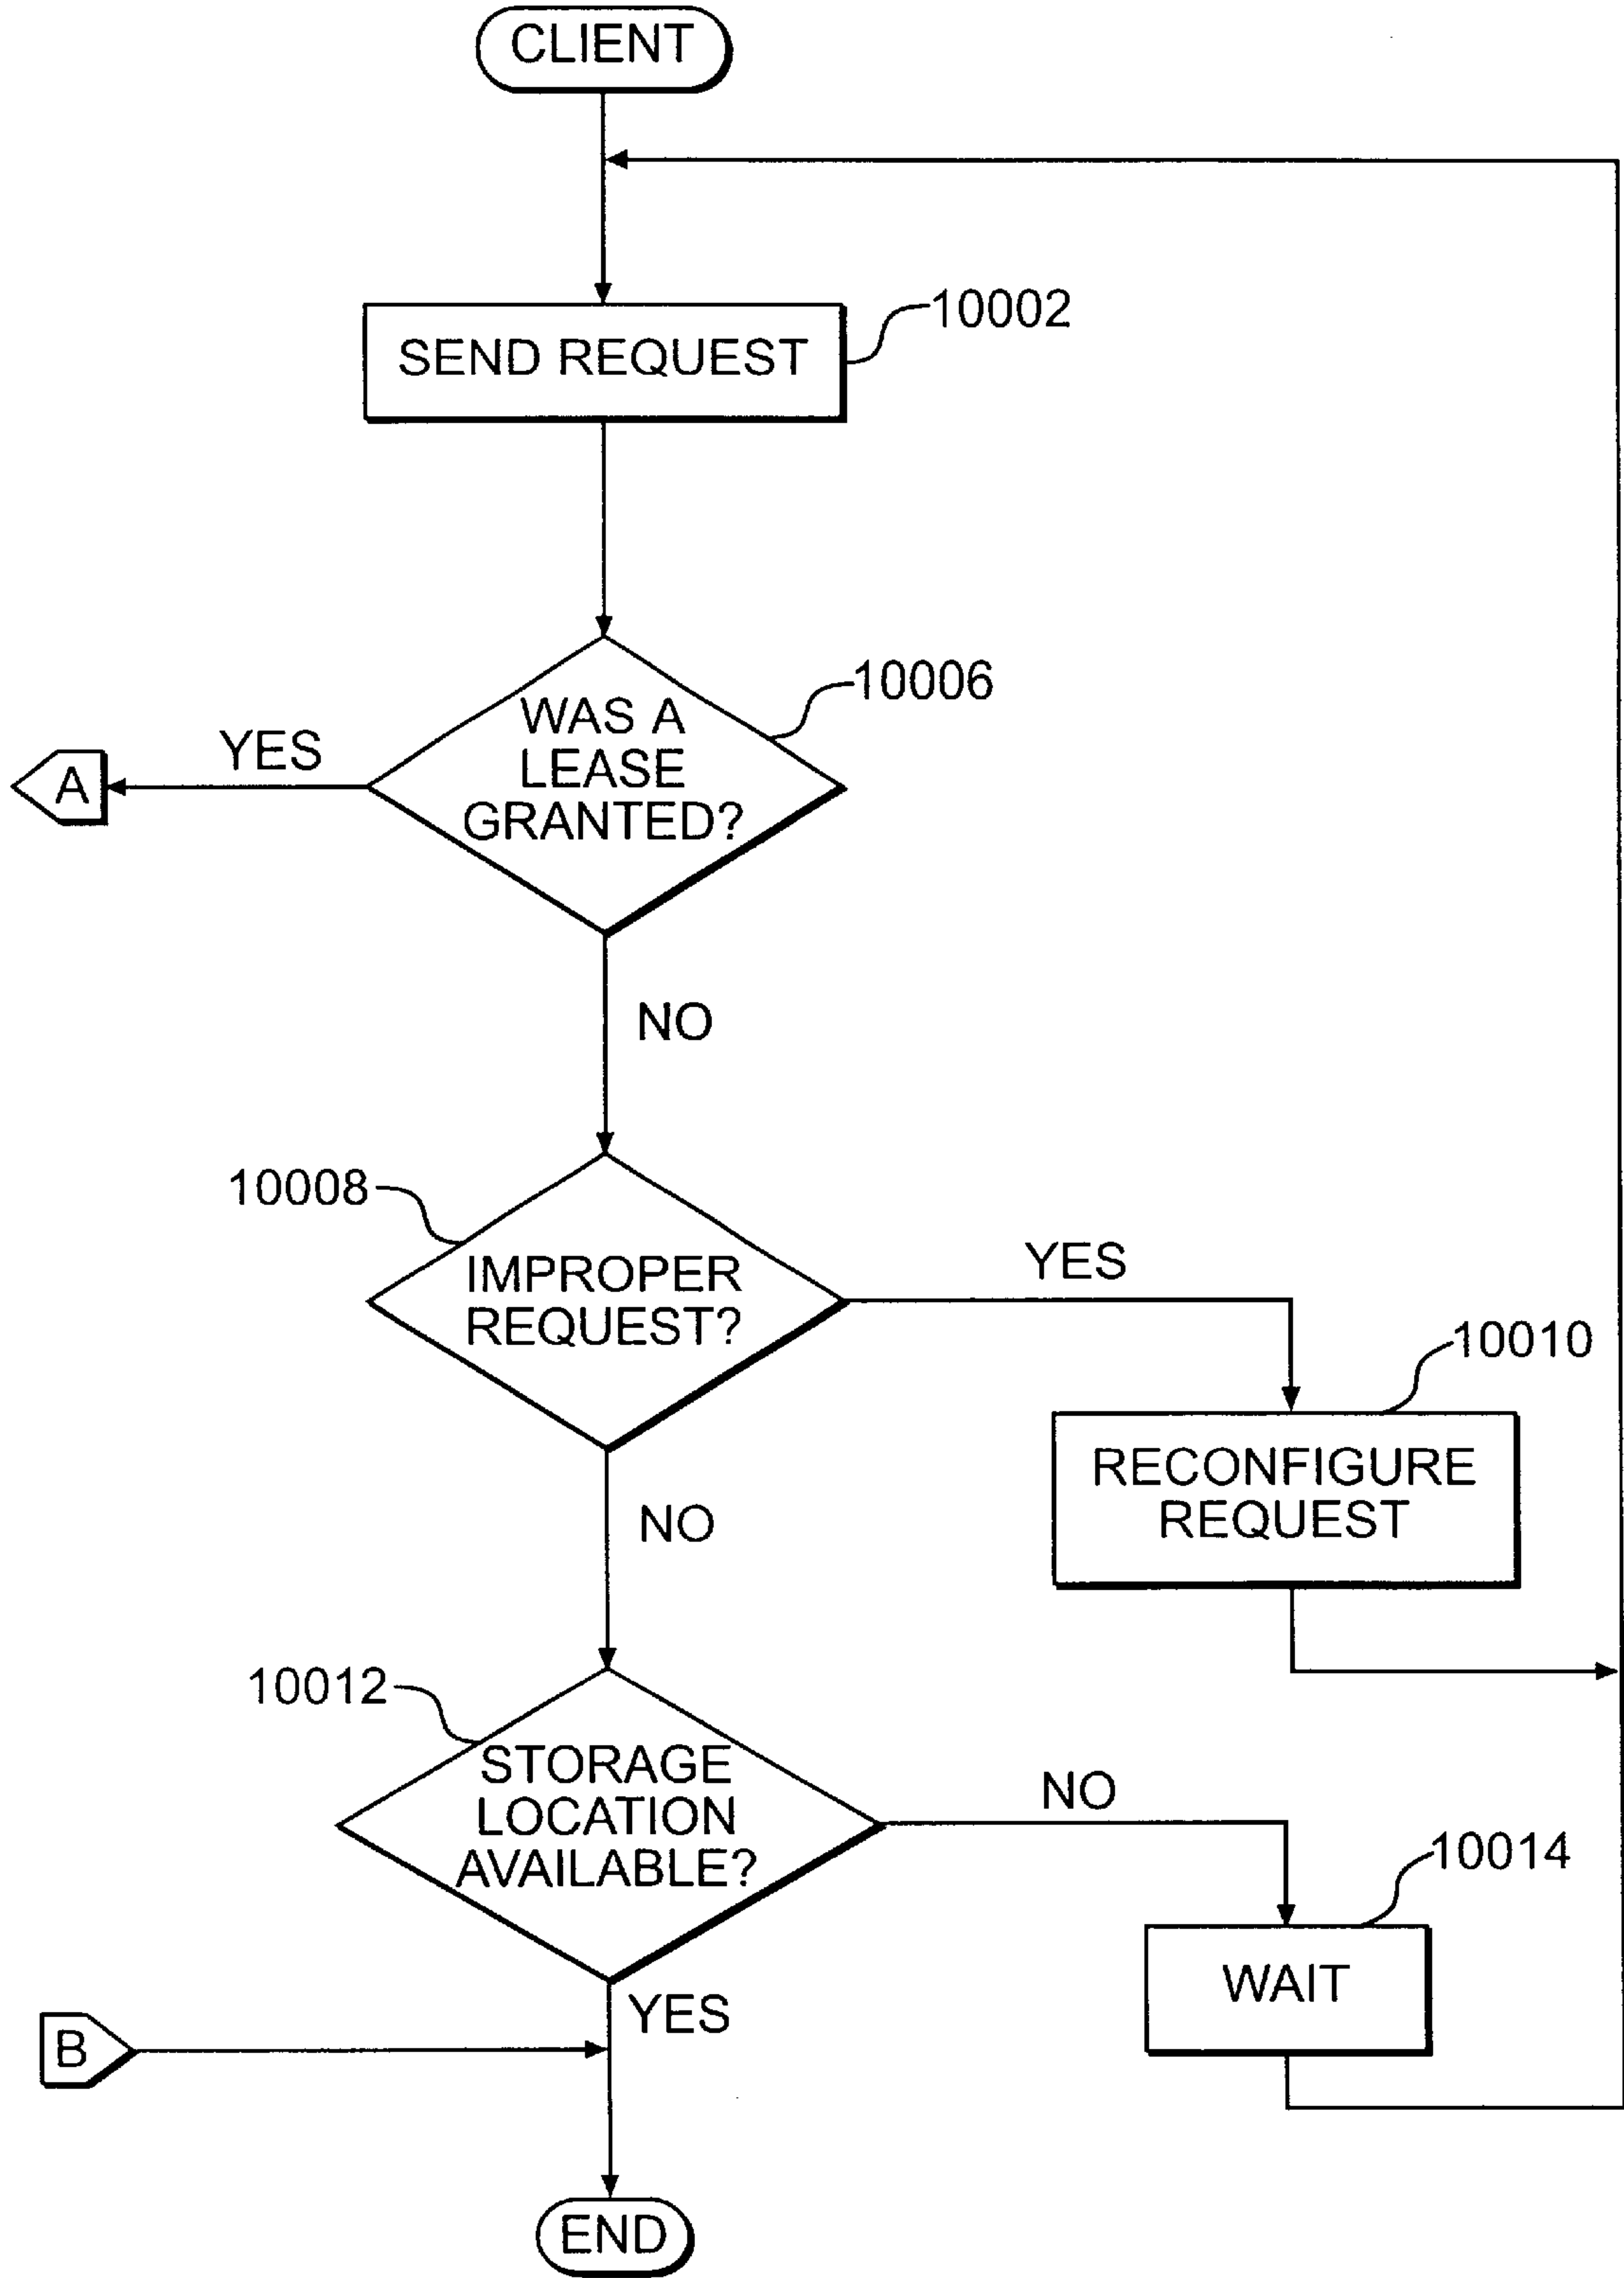 CLIENT
10002
SEND REQUEST
10006
WAS A
LEASE
GRANTED?
YES
A
NO
10008
IMPROPER
REQUEST?
YES
10010
RECONFIGURE
REQUEST
NO
10012
STORAGE
LOCATION
AVAILABLE?
NO
10014
WAIT
YES
B
END